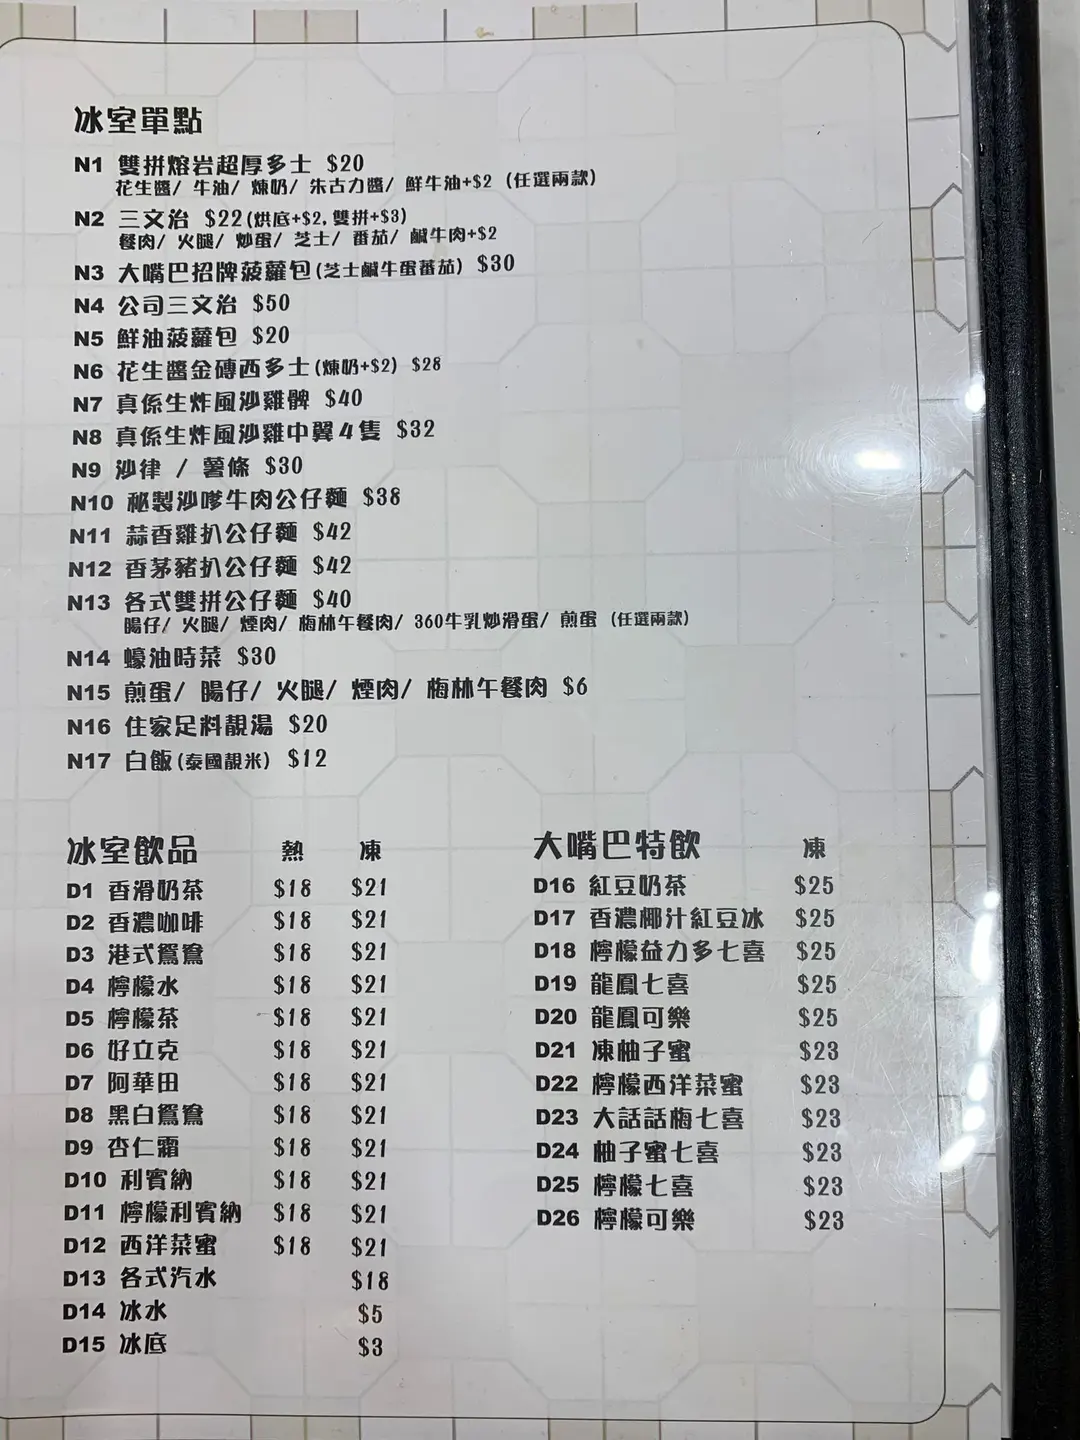 冰室單點
N1 雙拼熔岩超厚多士 $20
花生醬/ 牛油/ 煉奶/ 朱古力醬/ 鮮牛油+$2 (任選兩款)
N2 三文治 $22(烘底+$2, 雙拼+$3)
餐肉/ 火腿/ 炒蛋/ 芝士/ 番茄/ 鹹牛肉+$2
N3 大嘴巴招牌菠蘿包(芝士鹹牛蛋蕃茄) $30
N4 公司三文治 $50
N5 鮮油菠蘿包 $20
N6 花生醬金磚西多士(煉奶+$2) $28
N7 真係生炸風沙雞髀 $40
N8 真係生炸風沙雞中翼4隻 $32
N9 沙律 / 薯條 $30
N10 秘製沙嗲牛肉公仔麵 $38
N11 蒜香雞扒公仔麵 $42
N12 香茅豬扒公仔麵 $42
N13 各式雙拼公仔麵 $40
腸仔/ 火腿/ 煙肉/ 梅林午餐肉/ 360牛乳炒滑蛋/ 煎蛋 (任選兩款)
N14 蠔油時菜 $30
N15 煎蛋/ 腸仔/ 火腿/ 煙肉/ 梅林午餐肉 $6
N16 住家足料靚湯 $20
N17 白飯(泰國靚米) $12
冰室飲品 熱 凍
D1 香滑奶茶 $18 $21
D2 香濃咖啡 $18 $21
D3 港式鴛鴦 $18 $21
D4 檸檬水 $18 $21
D5 檸檬茶 $18 $21
D6 好立克 $18 $21
D7 阿華田 $18 $21
D8 黑白鴛鴦 $18 $21
D9 杏仁霜 $18 $21
D10 利賓納 $18 $21
D11 檸檬利賓納 $18 $21
D12 西洋菜蜜 $18 $21
D13 各式汽水 $18
D14 冰水 $5
D15 冰底 $3
大嘴巴特飲 凍
D16 紅豆奶茶 $25
D17 香濃椰汁紅豆冰 $25
D18 檸檬益力多七喜 $25
D19 龍鳳七喜 $25
D20 龍鳳可樂 $25
D21 凍柚子蜜 $23
D22 檸檬西洋菜蜜 $23
D23 大話話梅七喜 $23
D24 柚子蜜七喜 $23
D25 檸檬七喜 $23
D26 檸檬可樂 $23